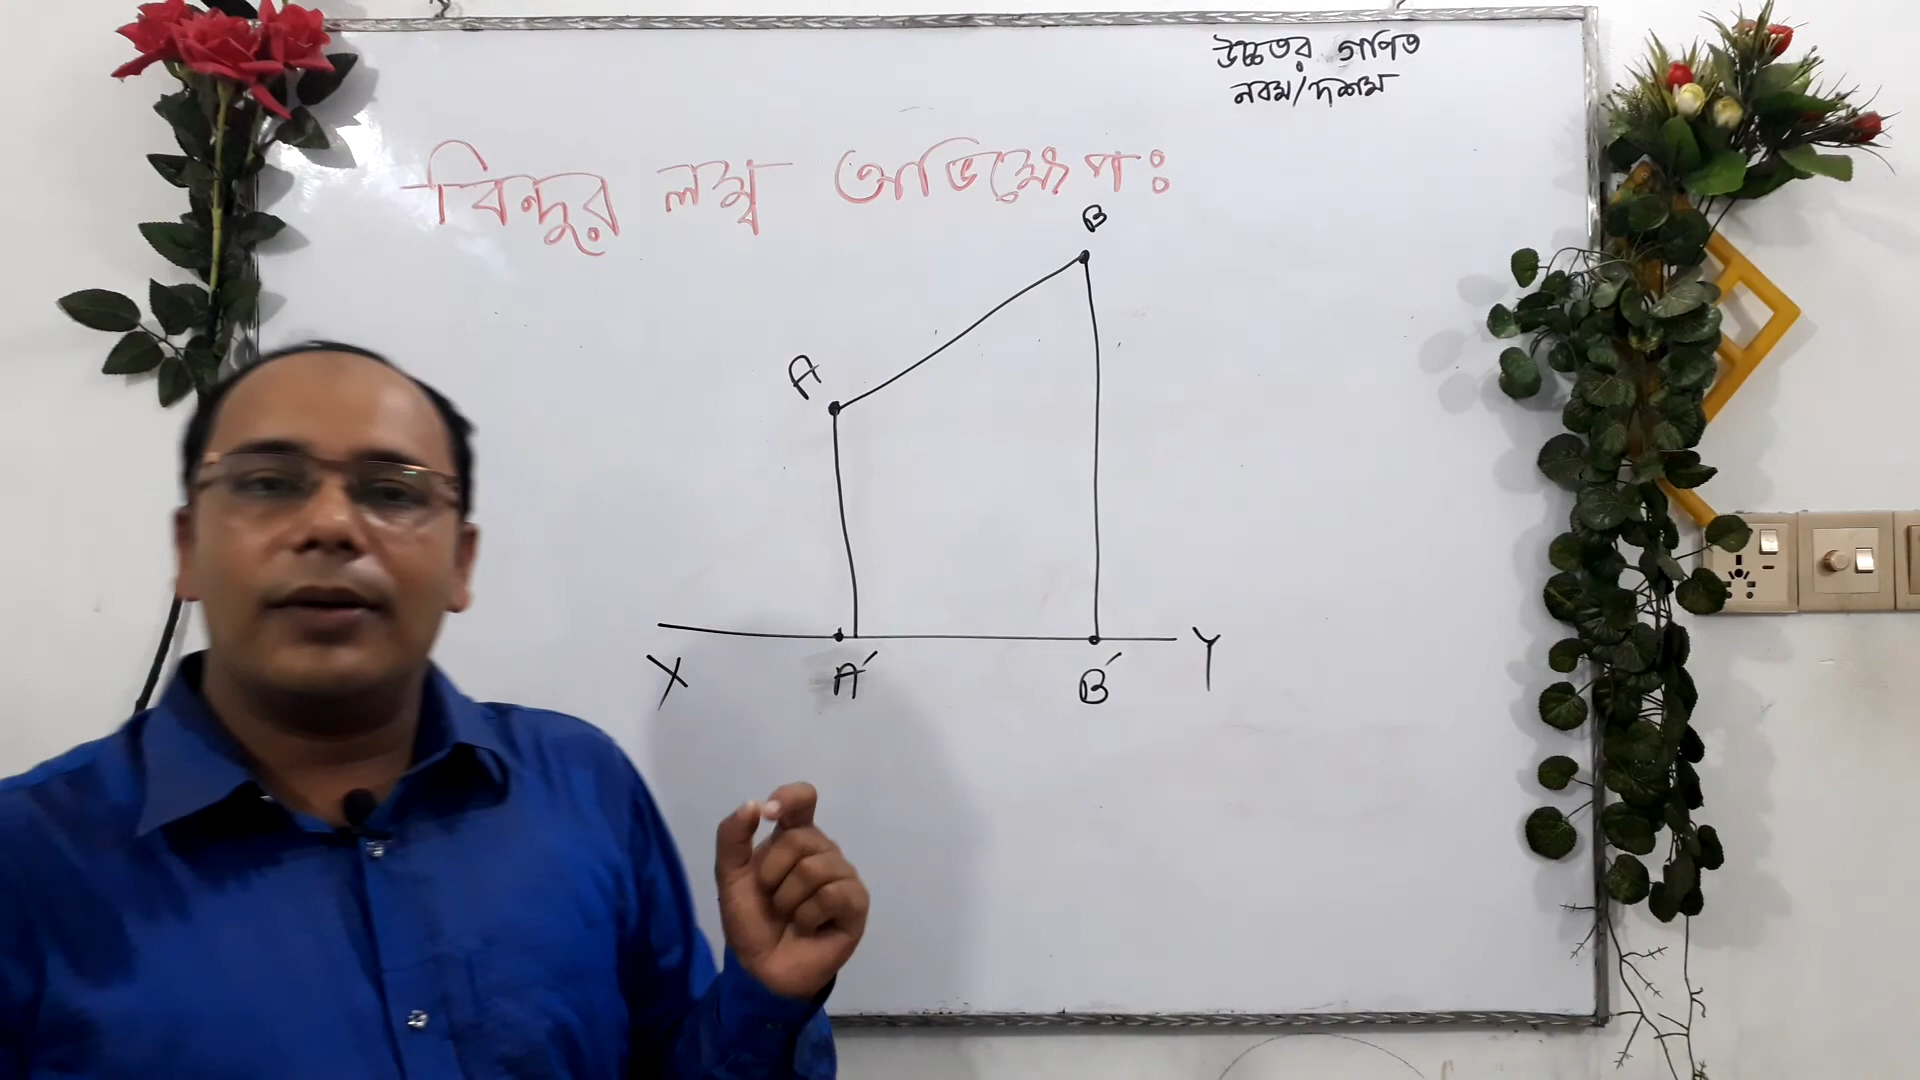 উচ্চতর গণিত
নবম/দশম
বিন্দুর লম্ব অভিক্ষেপঃ
B
A
X A′ B′ Y